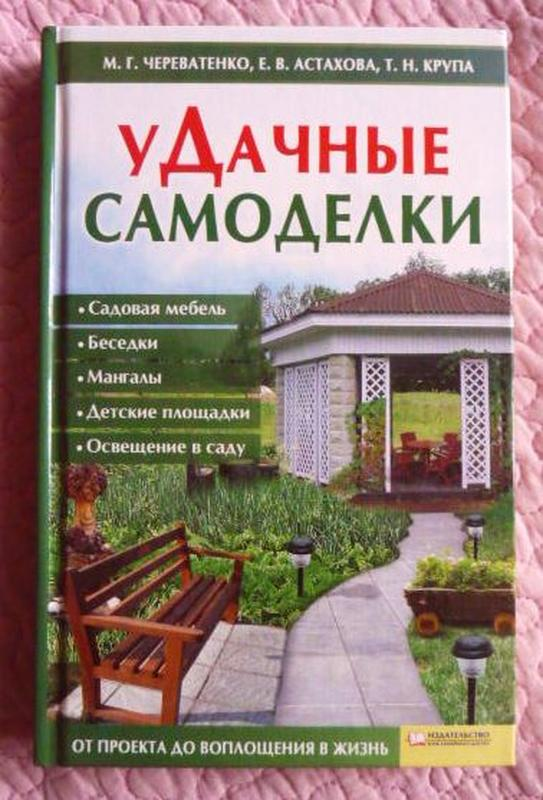 М. Г. ЧЕРЕВАТЕНКО, Е. В. АСТАХОВА, Т. Н. КРУПА
УДАЧНЫЕ
САМОДЕЛКИ
• Садовая мебель
• Беседки
• Мангалы
• Детские площадки
• Освещение в саду
ОТ ПРОЕКТА ДО ВОПЛОЩЕНИЯ В ЖИЗНЬ
ИЗДАТЕЛЬСТВО